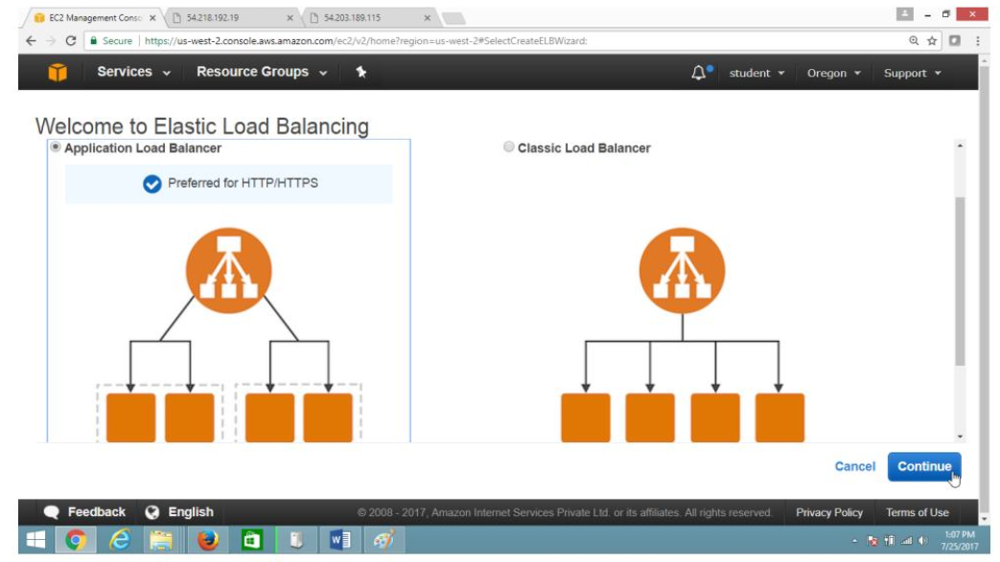 EC2 Management Conso
54.218.192.19
54.203.189.115
Secure | https://us-west-2.console.aws.amazon.com/ec2/v2/home?region=us-west-2#SelectCreateELBWizard:
Services Resource Groups student Oregon Support
Welcome to Elastic Load Balancing
Application Load Balancer
Classic Load Balancer
Preferred for HTTP/HTTPS
Cancel Continue
Feedback English © 2008 - 2017, Amazon Internet Services Private Ltd. or its affiliates. All rights reserved. Privacy Policy Terms of Use
1:07 PM
7/25/2017